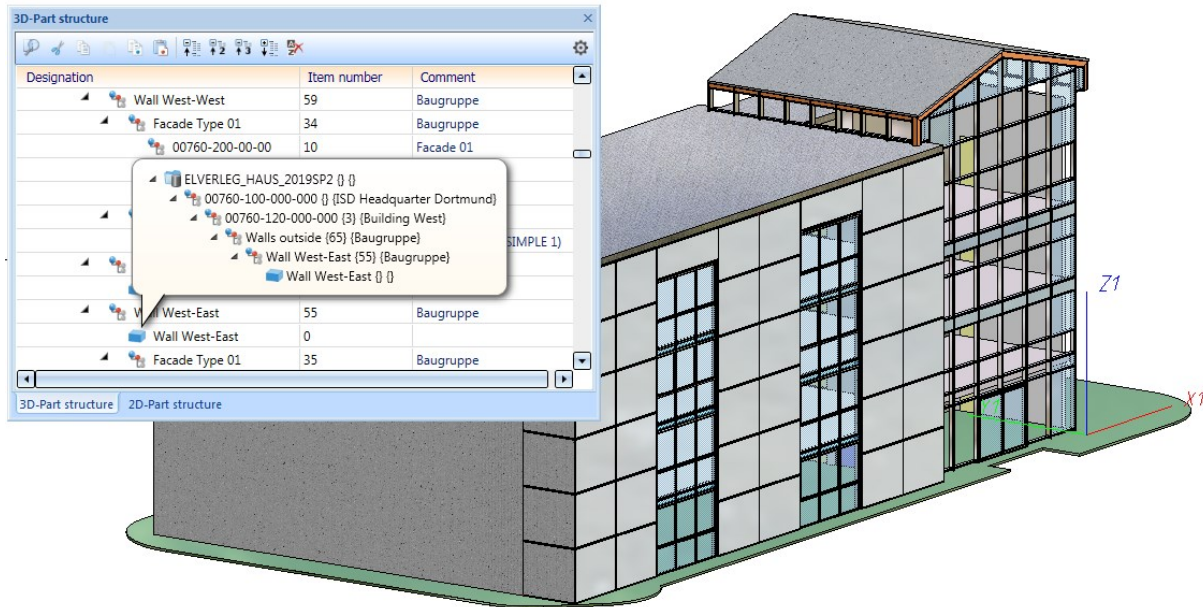 3D-Part structure
Designation Item number Comment
Wall West-West 59 Baugruppe
Facade Type 01 34 Baugruppe
00760-200-00-00 10 Facade 01
ELVERLEG_HAUS_2019SP2 {} {}
00760-100-000-000 {} {ISD Headquarter Dortmund}
00760-120-000-000 {3} {Building West}
Walls outside {65} {Baugruppe}
SIMPLE 1)
Wall West-East {55} {Baugruppe}
Wall West-East {} {}
Wall West-East 55 Baugruppe
Wall West-East 0
Facade Type 01 35 Baugruppe
3D-Part structure 2D-Part structure
Z1
X1
Y1